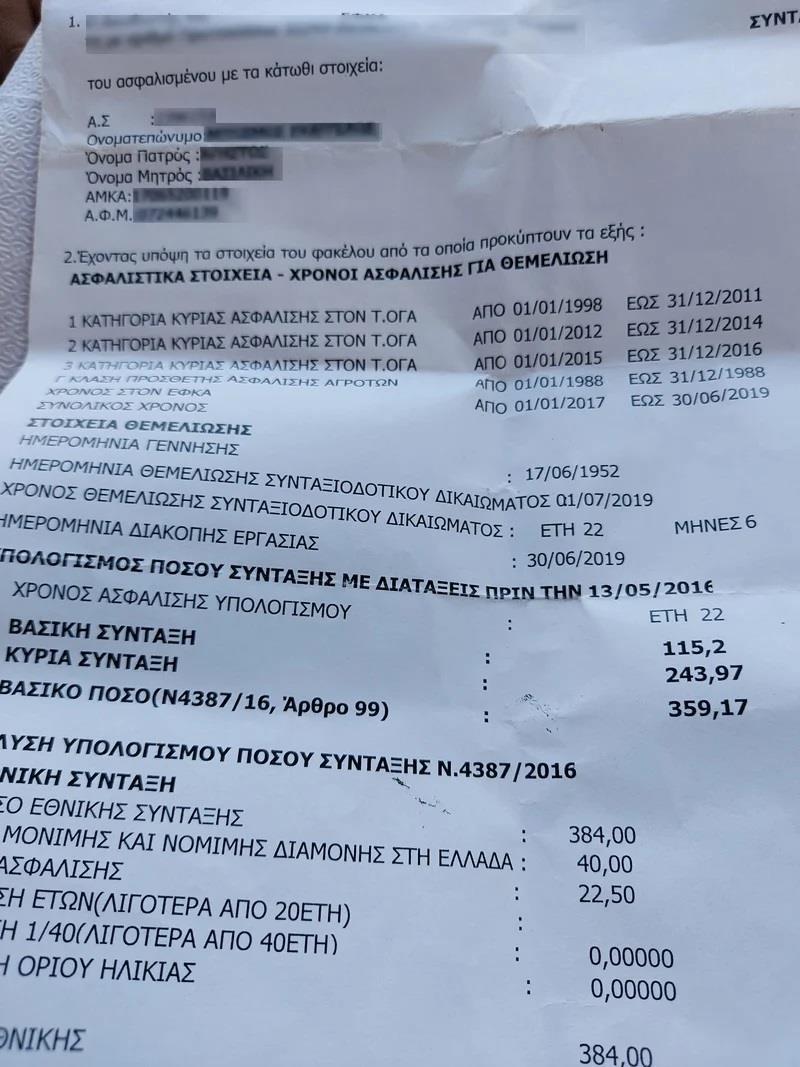 1.
ΕΦΚΑ
ΣΥΝΤ
του ασφαλισμένου με τα κάτωθι στοιχεία:
Α.Σ :
Ονοματεπώνυμο
Όνομα Πατρός :
Όνομα Μητρός :
ΑΜΚΑ:
Α.Φ.Μ.
2.Έχοντας υπόψη τα στοιχεία του φακέλου από τα οποία προκύπτουν τα εξής :
ΑΣΦΑΛΙΣΤΙΚΑ ΣΤΟΙΧΕΙΑ - ΧΡΟΝΟΙ ΑΣΦΑΛΙΣΗΣ ΓΙΑ ΘΕΜΕΛΙΩΣΗ
1 ΚΑΤΗΓΟΡΙΑ ΚΥΡΙΑΣ ΑΣΦΑΛΙΣΗΣ ΣΤΟΝ Τ.ΟΓΑ ΑΠΟ 01/01/1998 ΕΩΣ 31/12/2011
2 ΚΑΤΗΓΟΡΙΑ ΚΥΡΙΑΣ ΑΣΦΑΛΙΣΗΣ ΣΤΟΝ Τ.ΟΓΑ ΑΠΟ 01/01/2012 ΕΩΣ 31/12/2014
3 ΚΑΤΗΓΟΡΙΑ ΚΥΡΙΑΣ ΑΣΦΑΛΙΣΗΣ ΣΤΟΝ Τ.ΟΓΑ ΑΠΟ 01/01/2015 ΕΩΣ 31/12/2016
Γ ΚΛΑΣΗ ΠΡΟΣΘΕΤΗΣ ΑΣΦΑΛΙΣΗΣ ΑΓΡΟΤΩΝ ΑΠΟ 01/01/1988 ΕΩΣ 31/12/1988
ΧΡΟΝΟΣ ΣΤΟΝ ΕΦΚΑ ΑΠΟ 01/01/2017 ΕΩΣ 30/06/2019
ΣΥΝΟΛΙΚΟΣ ΧΡΟΝΟΣ
ΣΤΟΙΧΕΙΑ ΘΕΜΕΛΙΩΣΗΣ
ΗΜΕΡΟΜΗΝΙΑ ΓΕΝΝΗΣΗΣ : 17/06/1952
ΗΜΕΡΟΜΗΝΙΑ ΘΕΜΕΛΙΩΣΗΣ ΣΥΝΤΑΞΙΟΔΟΤΙΚΟΥ ΔΙΚΑΙΩΜΑΤΟΣ 01/07/2019
ΧΡΟΝΟΣ ΘΕΜΕΛΙΩΣΗΣ ΣΥΝΤΑΞΙΟΔΟΤΙΚΟΥ ΔΙΚΑΙΩΜΑΤΟΣ : ΕΤΗ 22 ΜΗΝΕΣ 6
ΗΜΕΡΟΜΗΝΙΑ ΔΙΑΚΟΠΗΣ ΕΡΓΑΣΙΑΣ : 30/06/2019
ΥΠΟΛΟΓΙΣΜΟΣ ΠΟΣΟΥ ΣΥΝΤΑΞΗΣ ΜΕ ΔΙΑΤΑΞΕΙΣ ΠΡΙΝ ΤΗΝ 13/05/2016
ΧΡΟΝΟΣ ΑΣΦΑΛΙΣΗΣ ΥΠΟΛΟΓΙΣΜΟΥ : ΕΤΗ 22
ΒΑΣΙΚΗ ΣΥΝΤΑΞΗ : 115,2
ΚΥΡΙΑ ΣΥΝΤΑΞΗ : 243,97
ΒΑΣΙΚΟ ΠΟΣΟ(Ν4387/16, Άρθρο 99) : 359,17
ΛΥΣΗ ΥΠΟΛΟΓΙΣΜΟΥ ΠΟΣΟΥ ΣΥΝΤΑΞΗΣ Ν.4387/2016
ΝΙΚΗ ΣΥΝΤΑΞΗ
ΣΟ ΕΘΝΙΚΗΣ ΣΥΝΤΑΞΗΣ : 384,00
ΜΟΝΙΜΗΣ ΚΑΙ ΝΟΜΙΜΗΣ ΔΙΑΜΟΝΗΣ ΣΤΗ ΕΛΛΑΔΑ : 40,00
ΑΣΦΑΛΙΣΗΣ : 22,50
ΣΗ ΕΤΩΝ(ΛΙΓΟΤΕΡΑ ΑΠΟ 20ΕΤΗ) :
Η 1/40(ΛΙΓΟΤΕΡΑ ΑΠΟ 40ΕΤΗ) : 0,00000
Η ΟΡΙΟΥ ΗΛΙΚΙΑΣ : 0,00000
ΘΝΙΚΗΣ 384,00